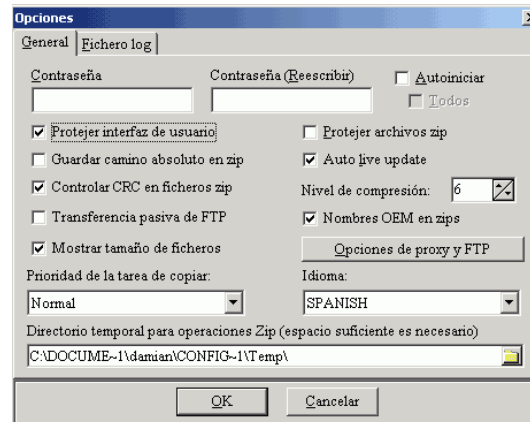 Opciones
General Fichero log
Contraseña Contraseña (Reescribir) Autoiniciar
Todos
Protejer interfaz de usuario Protejer archivos zip
Guardar camino absoluto en zip Auto live update
Controlar CRC en ficheros zip Nivel de compresión: 6
Transferencia pasiva de FTP Nombres OEM en zips
Mostrar tamaño de ficheros Opciones de proxy y FTP
Prioridad de la tarea de copiar: Idioma:
Normal SPANISH
Directorio temporal para operaciones Zip (espacio suficiente es necesario)
C:\DOCUME~1\damian\CONFIG~1\Temp\
OK Cancelar